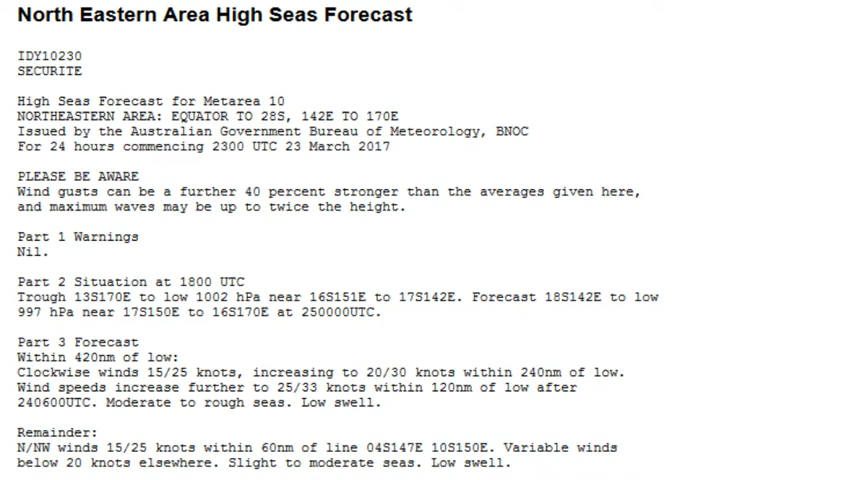 North Eastern Area High Seas Forecast
IDY10230
SECURITE
High Seas Forecast for Metarea 10
NORTHEASTERN AREA: EQUATOR TO 28S, 142E TO 170E
Issued by the Australian Government Bureau of Meteorology, BNOC
For 24 hours commencing 2300 UTC 23 March 2017
PLEASE BE AWARE
Wind gusts can be a further 40 percent stronger than the averages given here,
and maximum waves may be up to twice the height.
Part 1 Warnings
Nil.
Part 2 Situation at 1800 UTC
Trough 13S170E to low 1002 hPa near 16S151E to 17S142E. Forecast 18S142E to low
997 hPa near 17S150E to 16S170E at 250000UTC.
Part 3 Forecast
Within 420nm of low:
Clockwise winds 15/25 knots, increasing to 20/30 knots within 240nm of low.
Wind speeds increase further to 25/33 knots within 120nm of low after
240600UTC. Moderate to rough seas. Low swell.
Remainder:
N/NW winds 15/25 knots within 60nm of line 04S147E 10S150E. Variable winds
below 20 knots elsewhere. Slight to moderate seas. Low swell.